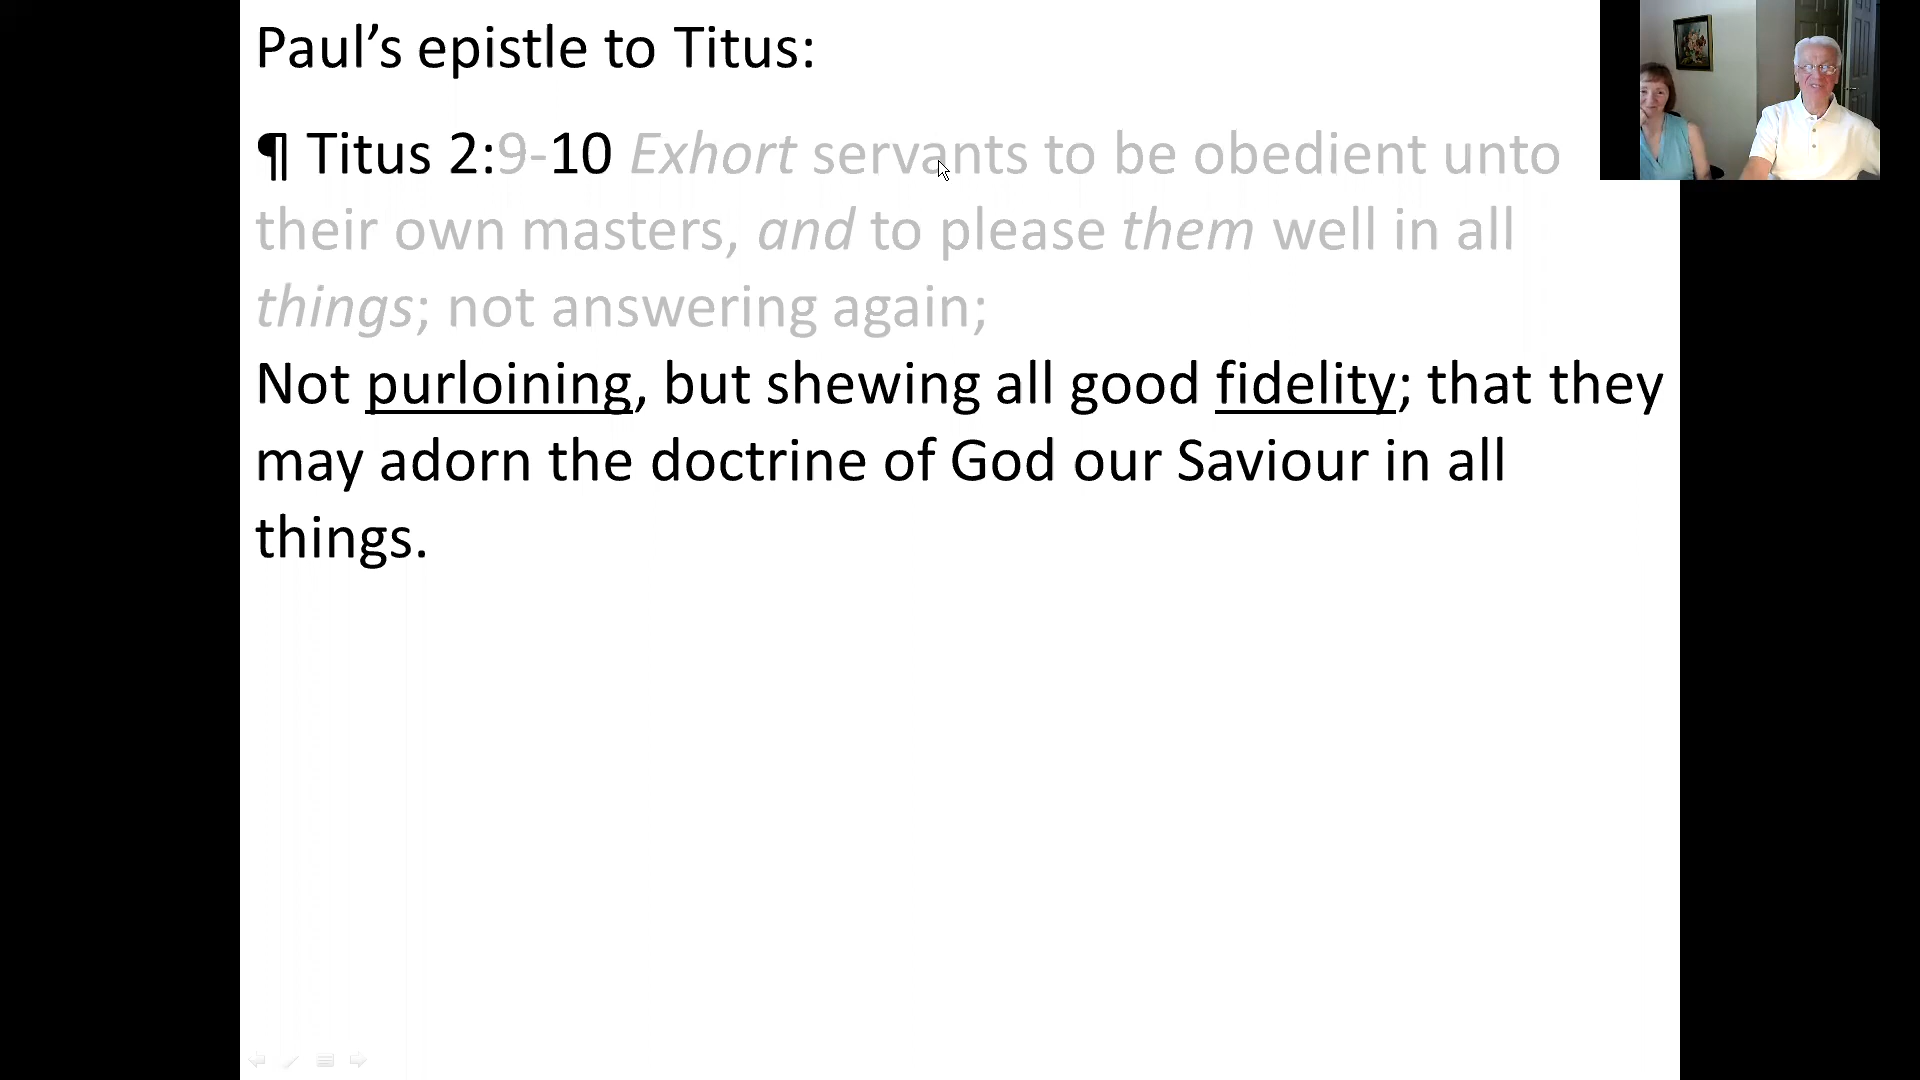 Paul’s epistle to Titus:
¶ Titus 2:9-10 Exhort servants to be obedient unto
their own masters, and to please them well in all
things; not answering again;
Not purloining, but shewing all good fidelity; that they
may adorn the doctrine of God our Saviour in all
things.